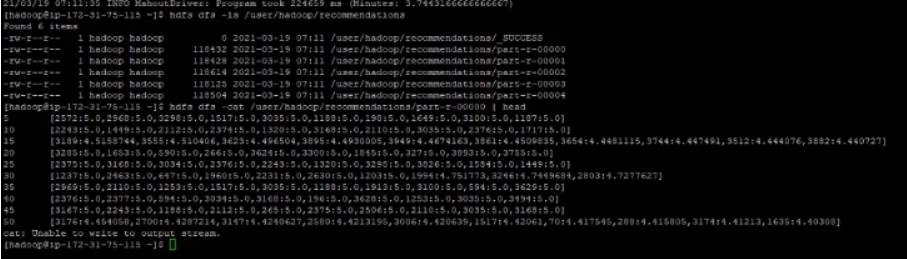 21/03/19 07:11:35 INFO MahoutDriver: Program took 224659 ms (Minutes: 3.7443166666666667)
[hadoop@ip-172-31-75-115 ~]$ hdfs dfs -ls /user/hadoop/recommendations
Found 6 items
-rw-r--r-- 1 hadoop hadoop 0 2021-03-19 07:11 /user/hadoop/recommendations/_SUCCESS
-rw-r--r-- 1 hadoop hadoop 118432 2021-03-19 07:11 /user/hadoop/recommendations/part-r-00000
-rw-r--r-- 1 hadoop hadoop 118428 2021-03-19 07:11 /user/hadoop/recommendations/part-r-00001
-rw-r--r-- 1 hadoop hadoop 118614 2021-03-19 07:11 /user/hadoop/recommendations/part-r-00002
-rw-r--r-- 1 hadoop hadoop 118125 2021-03-19 07:11 /user/hadoop/recommendations/part-r-00003
-rw-r--r-- 1 hadoop hadoop 118504 2021-03-19 07:11 /user/hadoop/recommendations/part-r-00004
[hadoop@ip-172-31-75-115 ~]$ hdfs dfs -cat /user/hadoop/recommendations/part-r-00000 | head
5 [2572:5.0,2968:5.0,3298:5.0,1517:5.0,3035:5.0,1188:5.0,198:5.0,1649:5.0,3100:5.0,1187:5.0]
10 [2243:5.0,1449:5.0,2112:5.0,2374:5.0,1320:5.0,3168:5.0,2110:5.0,3035:5.0,2376:5.0,1717:5.0]
15 [3189:4.5158744,3555:4.510406,3623:4.496504,3895:4.4930005,3949:4.4674163,3861:4.4509835,3654:4.4481115,3744:4.447491,3512:4.444076,3882:4.440727]
20 [3285:5.0,1653:5.0,590:5.0,266:5.0,3624:5.0,3300:5.0,1845:5.0,327:5.0,3893:5.0,3755:5.0]
25 [2375:5.0,3168:5.0,3034:5.0,2376:5.0,2243:5.0,1320:5.0,3298:5.0,3826:5.0,1584:5.0,1449:5.0]
30 [1237:5.0,2463:5.0,647:5.0,1960:5.0,2231:5.0,2630:5.0,1203:5.0,1994:4.751773,3246:4.7449684,2803:4.7277627]
35 [2969:5.0,2110:5.0,1253:5.0,1517:5.0,3035:5.0,1188:5.0,1913:5.0,3100:5.0,594:5.0,3629:5.0]
40 [2376:5.0,2377:5.0,594:5.0,3034:5.0,3168:5.0,196:5.0,3628:5.0,1253:5.0,3035:5.0,3494:5.0]
45 [3167:5.0,2243:5.0,1188:5.0,2112:5.0,265:5.0,2375:5.0,2506:5.0,2110:5.0,3035:5.0,3168:5.0]
50 [3176:4.454058,2700:4.4287214,3147:4.4240627,2580:4.4213195,3006:4.420639,1517:4.42061,70:4.417545,288:4.415805,3174:4.41213,1635:4.40308]
cat: Unable to write to output stream.
[hadoop@ip-172-31-75-115 ~]$